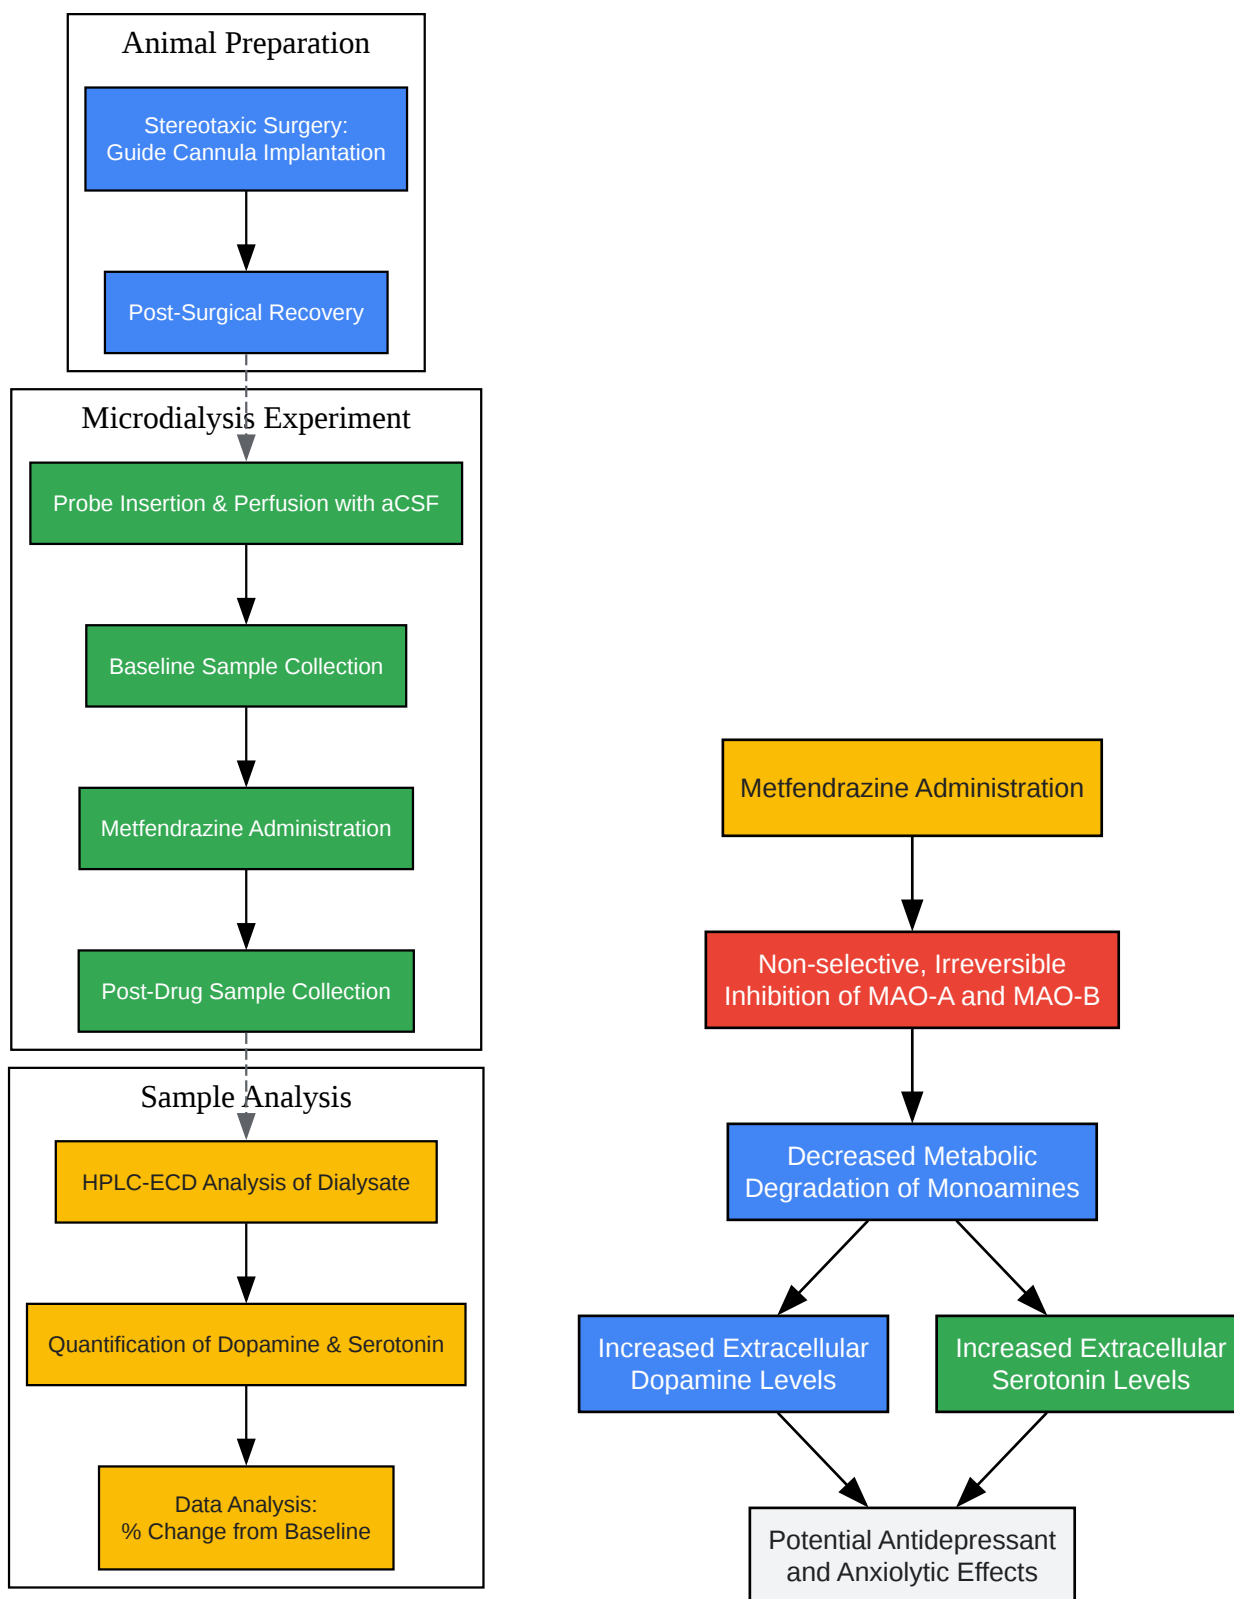 Animal Preparation
Stereotaxic Surgery:
Guide Cannula Implantation
Post-Surgical Recovery
Microdialysis Experiment
Probe Insertion & Perfusion with aCSF
Baseline Sample Collection
Metfendrazine Administration
Post-Drug Sample Collection
Sample Analysis
HPLC-ECD Analysis of Dialysate
Quantification of Dopamine & Serotonin
Data Analysis:
% Change from Baseline
Metfendrazine Administration
Non-selective, Irreversible
Inhibition of MAO-A and MAO-B
Decreased Metabolic
Degradation of Monoamines
Increased Extracellular
Dopamine Levels
Increased Extracellular
Serotonin Levels
Potential Antidepressant
and Anxiolytic Effects